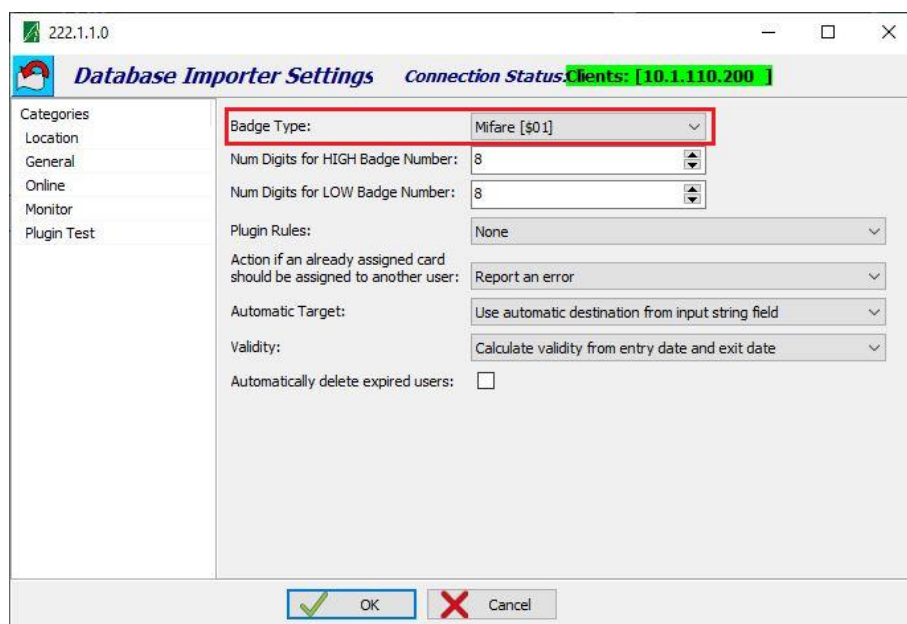 222.1.1.0
Database Importer Settings Connection Status: Clients: [10.1.110.200 ]
Categories
Location
General
Online
Monitor
Plugin Test
Badge Type: Mifare [$01]
Num Digits for HIGH Badge Number: 8
Num Digits for LOW Badge Number: 8
Plugin Rules: None
Action if an already assigned card
should be assigned to another user: Report an error
Automatic Target: Use automatic destination from input string field
Validity: Calculate validity from entry date and exit date
Automatically delete expired users:
OK Cancel